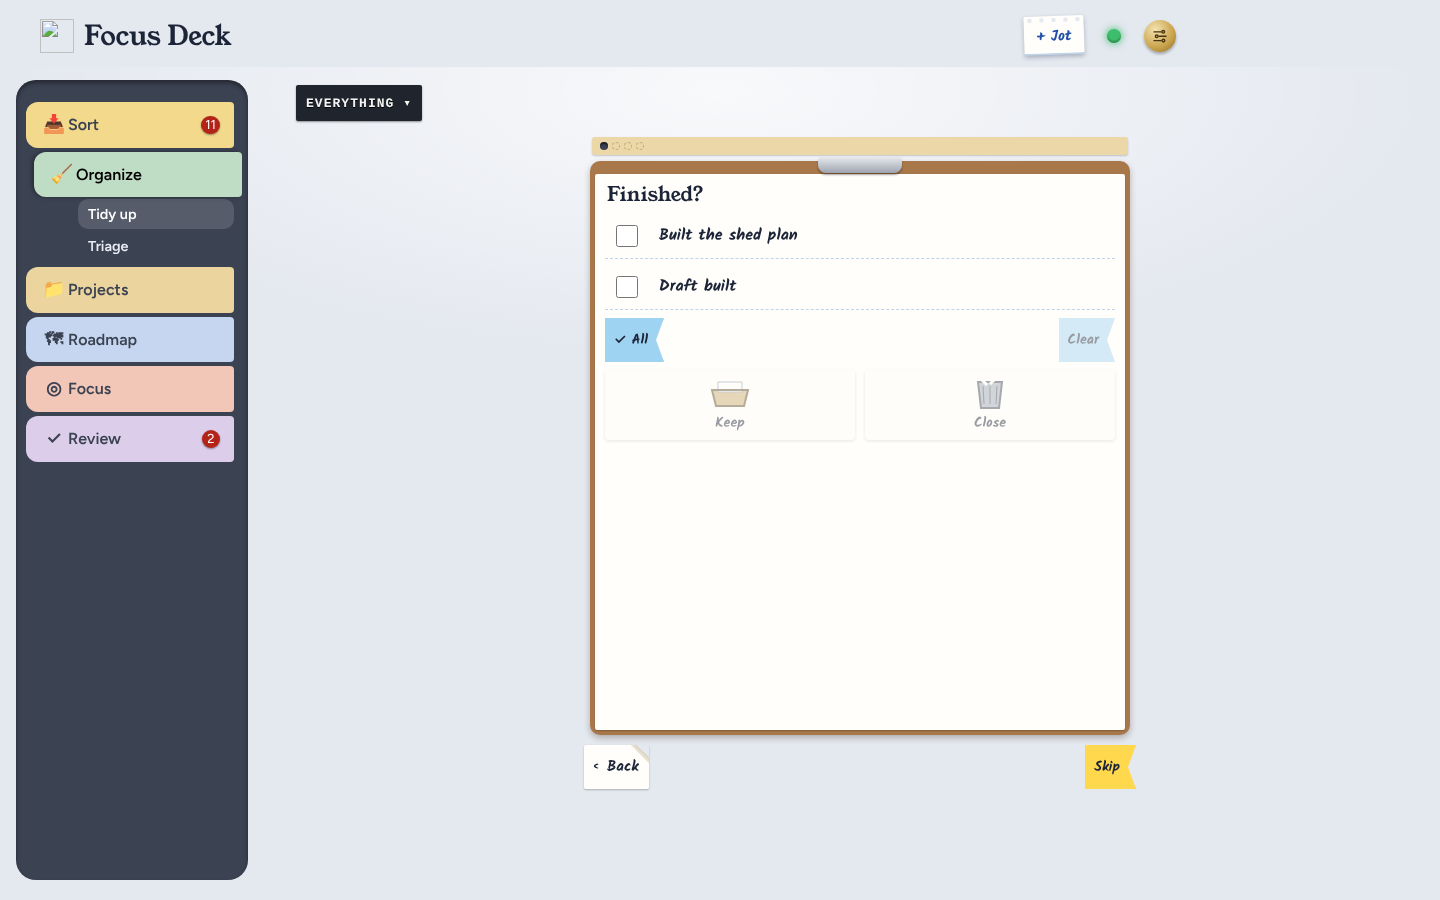 Focus Deck
+ Jot
EVERYTHING ▾
Sort
11
Organize
Tidy up
Triage
Projects
Roadmap
Focus
Review
2
Finished?
Built the shed plan
Draft built
✓ All
Clear
Keep
Close
< Back
Skip